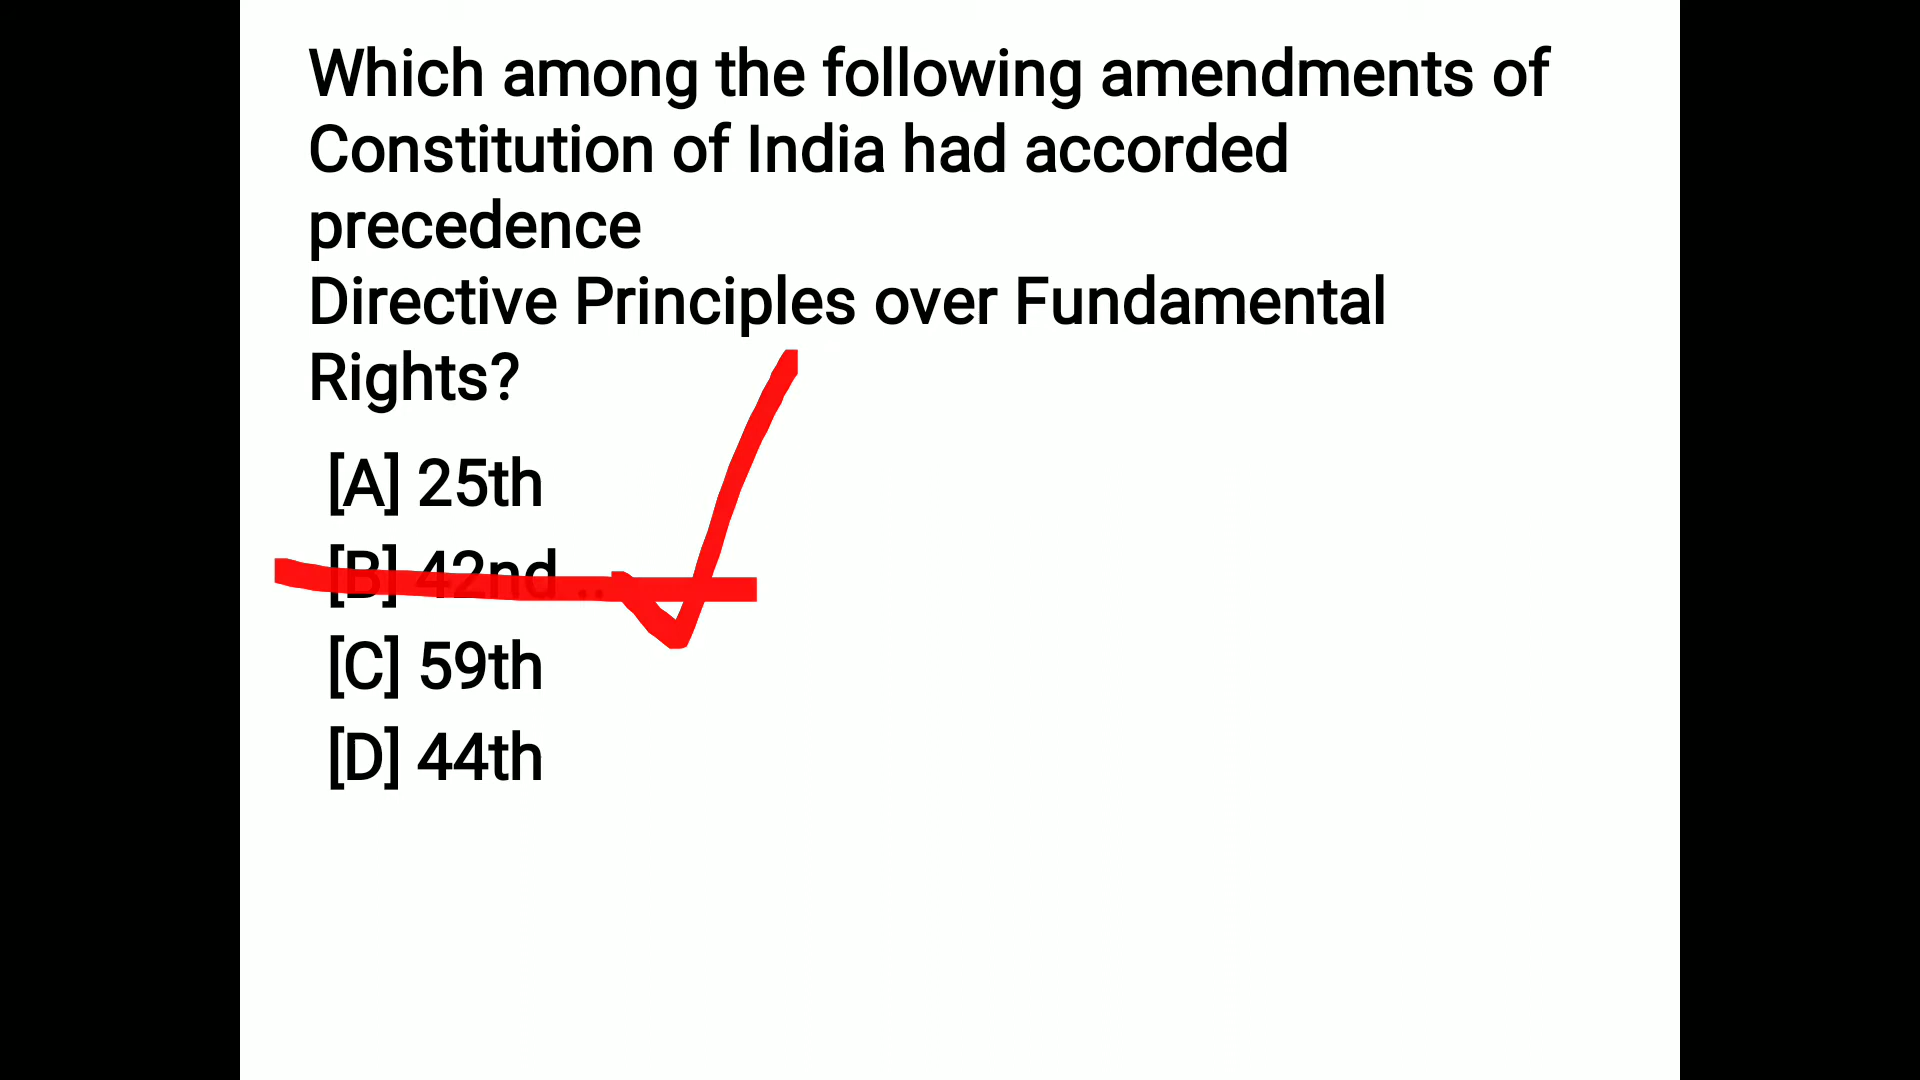 Which among the following amendments of
Constitution of India had accorded
precedence
Directive Principles over Fundamental
Rights?
[A] 25th
[B] 42nd ..
[C] 59th
[D] 44th